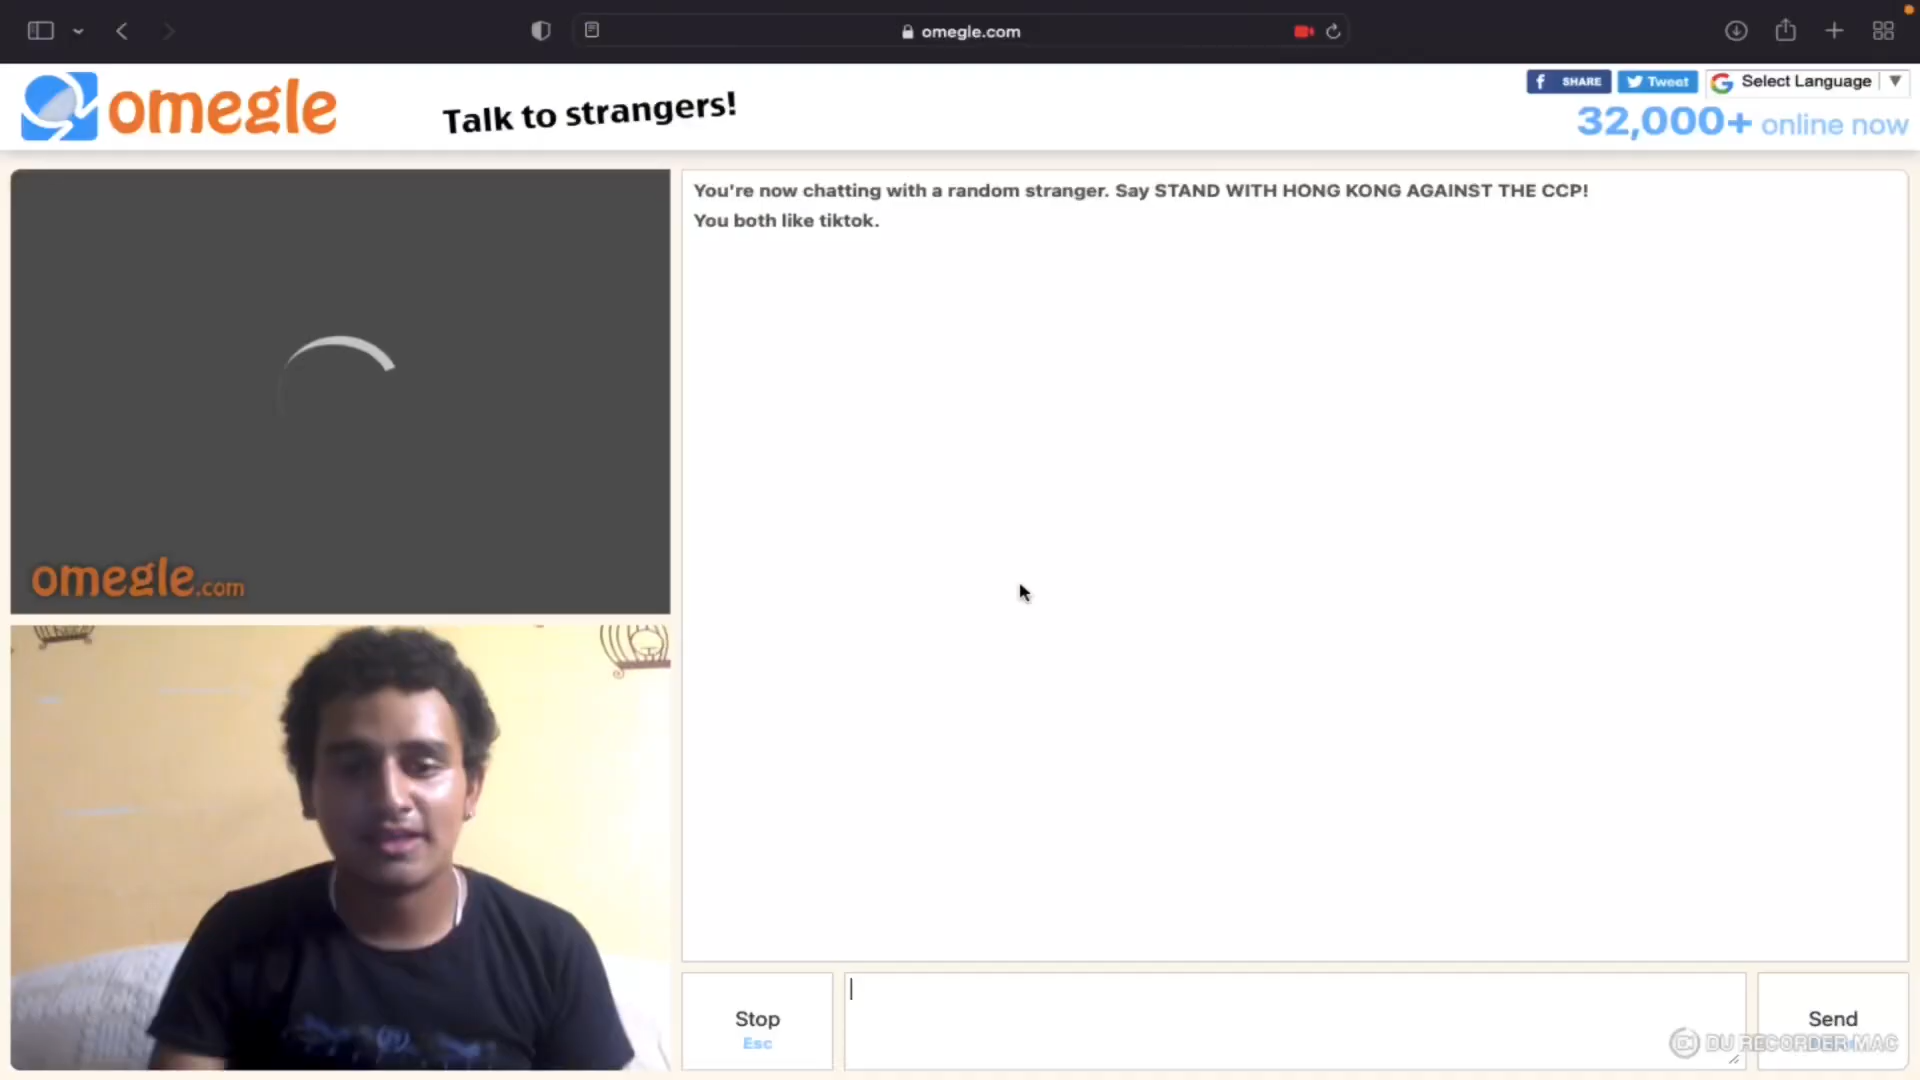 omegle.com
omegle
Talk to strangers!
SHARE
Tweet
Select Language
32,000+ online now
You're now chatting with a random stranger. Say STAND WITH HONG KONG AGAINST THE CCP!
You both like tiktok.
omegle.com
Stop
Esc
Send
DU RECORDER MAC